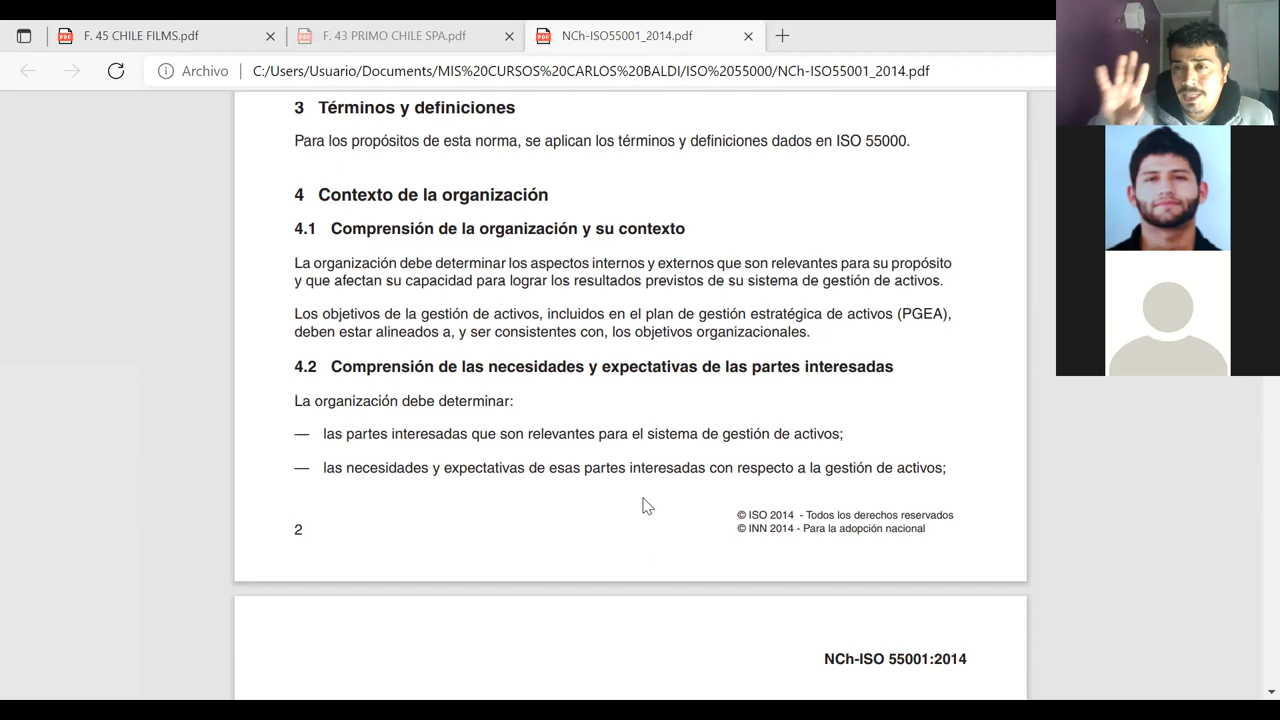 F. 45 CHILE FILMS.pdf
F. 43 PRIMO CHILE SPA.pdf
NCh-ISO55001_2014.pdf
Archivo
C:/Users/Usuario/Documents/MIS%20CURSOS%20CARLOS%20BALDI/ISO%2055000/NCh-ISO55001_2014.pdf
3 Términos y definiciones
Para los propósitos de esta norma, se aplican los términos y definiciones dados en ISO 55000.
4 Contexto de la organización
4.1 Comprensión de la organización y su contexto
La organización debe determinar los aspectos internos y externos que son relevantes para su propósito
y que afectan su capacidad para lograr los resultados previstos de su sistema de gestión de activos.
Los objetivos de la gestión de activos, incluidos en el plan de gestión estratégica de activos (PGEA),
deben estar alineados a, y ser consistentes con, los objetivos organizacionales.
4.2 Comprensión de las necesidades y expectativas de las partes interesadas
La organización debe determinar:
— las partes interesadas que son relevantes para el sistema de gestión de activos;
— las necesidades y expectativas de esas partes interesadas con respecto a la gestión de activos;
© ISO 2014 - Todos los derechos reservados
© INN 2014 - Para la adopción nacional
2
NCh-ISO 55001:2014